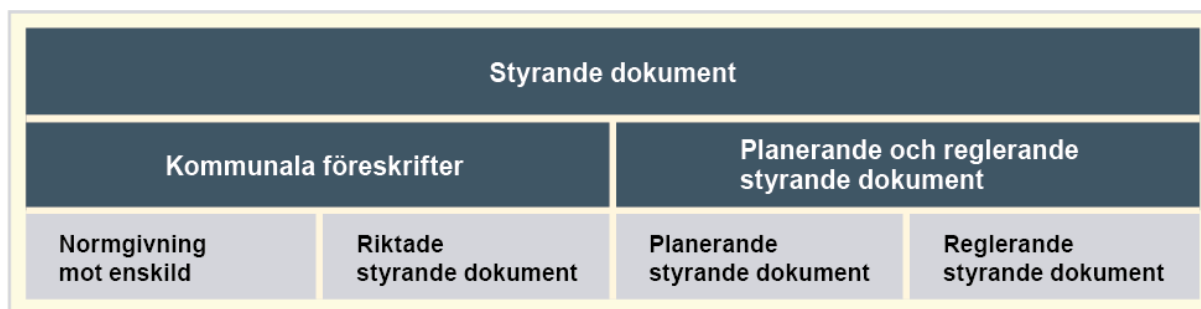 Styrande dokument
Kommunala föreskrifter
Planerande och reglerande
styrande dokument
Normgivning
mot enskild
Riktade
styrande dokument
Planerande
styrande dokument
Reglerande
styrande dokument